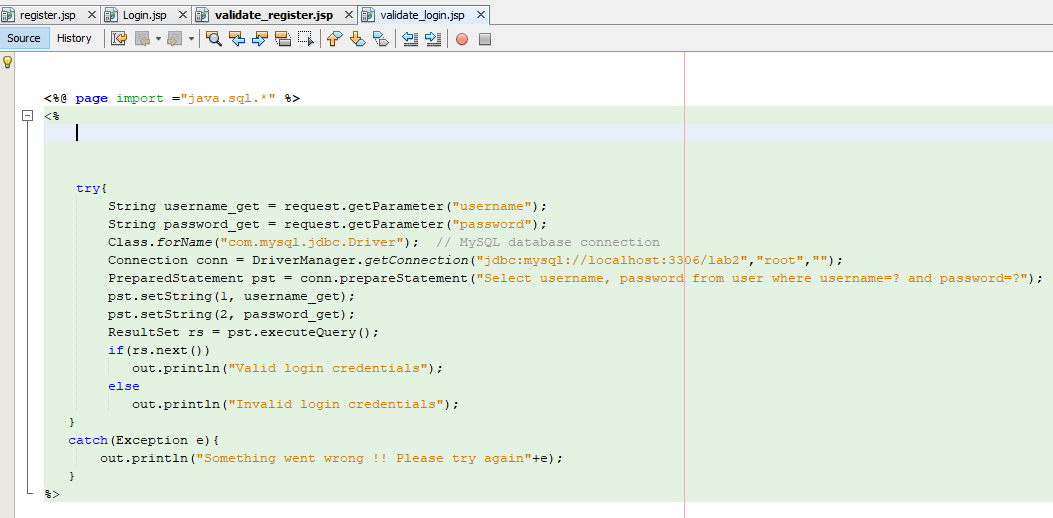 register.jsp Login.jsp validate_register.jsp validate_login.jsp
Source History
<%@ page import ="java.sql.*" %>
<%
try{
String username_get = request.getParameter("username");
String password_get = request.getParameter("password");
Class.forName("com.mysql.jdbc.Driver");  // MySQL database connection
Connection conn = DriverManager.getConnection("jdbc:mysql://localhost:3306/lab2","root","");
PreparedStatement pst = conn.prepareStatement("Select username, password from user where username=? and password=?");
pst.setString(1, username_get);
pst.setString(2, password_get);
ResultSet rs = pst.executeQuery();
if(rs.next())
out.println("Valid login credentials");
else
out.println("Invalid login credentials");
}
catch(Exception e){
out.println("Something went wrong !! Please try again"+e);
}
%>